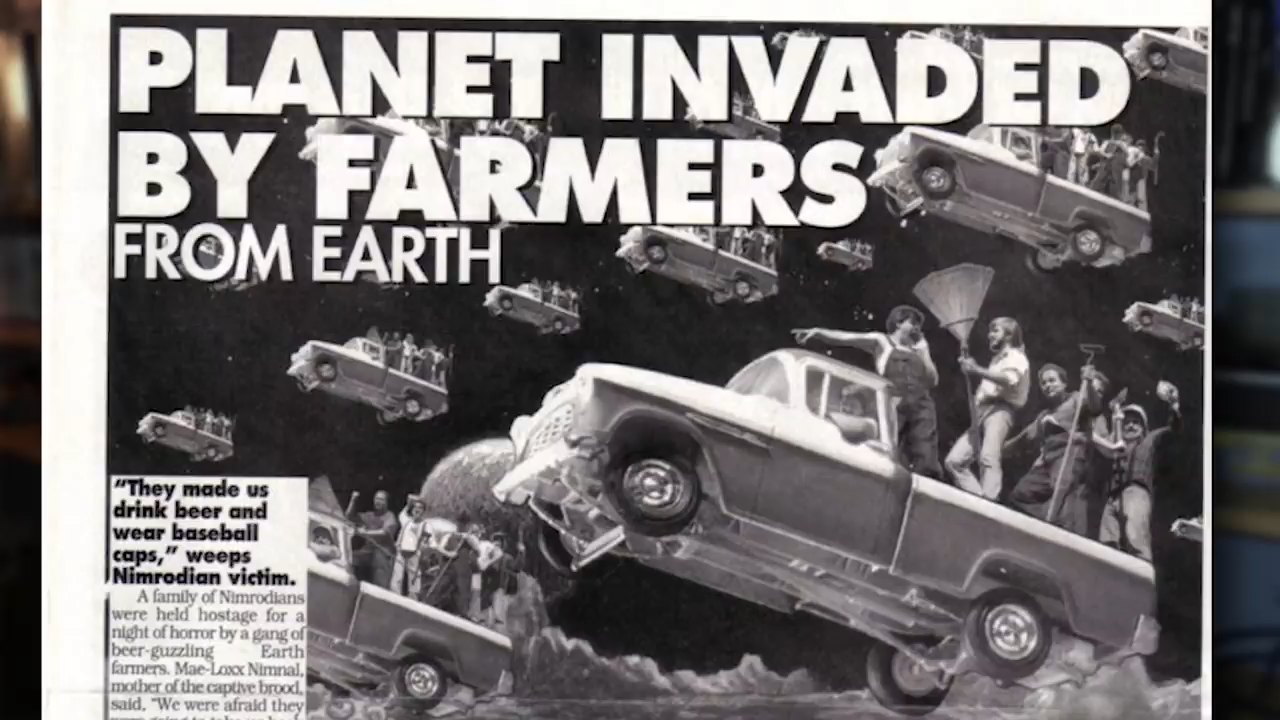 PLANET INVADED
BY FARMERS
FROM EARTH
“They made us
drink beer and
wear baseball
caps,” weeps
Nimrodian victim.
A family of Nimrodians
were held hostage for a
night of horror by a gang of
beer-guzzling Earth
farmers. Mae-Loxx Nimnal,
mother of the captive brood,
said, “We were afraid they